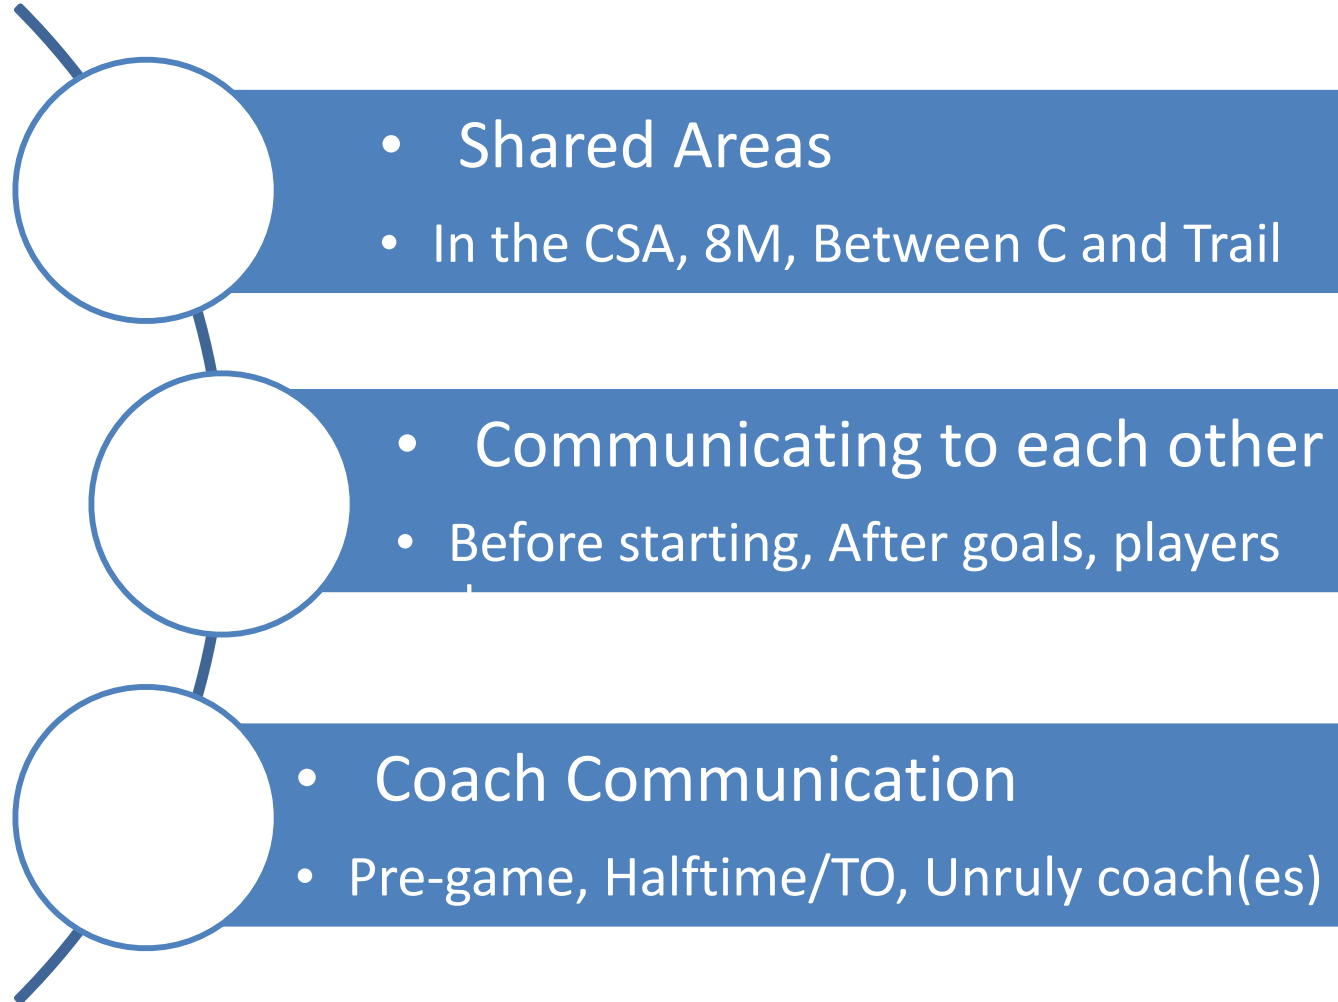 • Shared Areas
• In the CSA, 8M, Between C and Trail
• Communicating to each other
• Before starting, After goals, players
• Coach Communication
• Pre-game, Halftime/TO, Unruly coach(es)